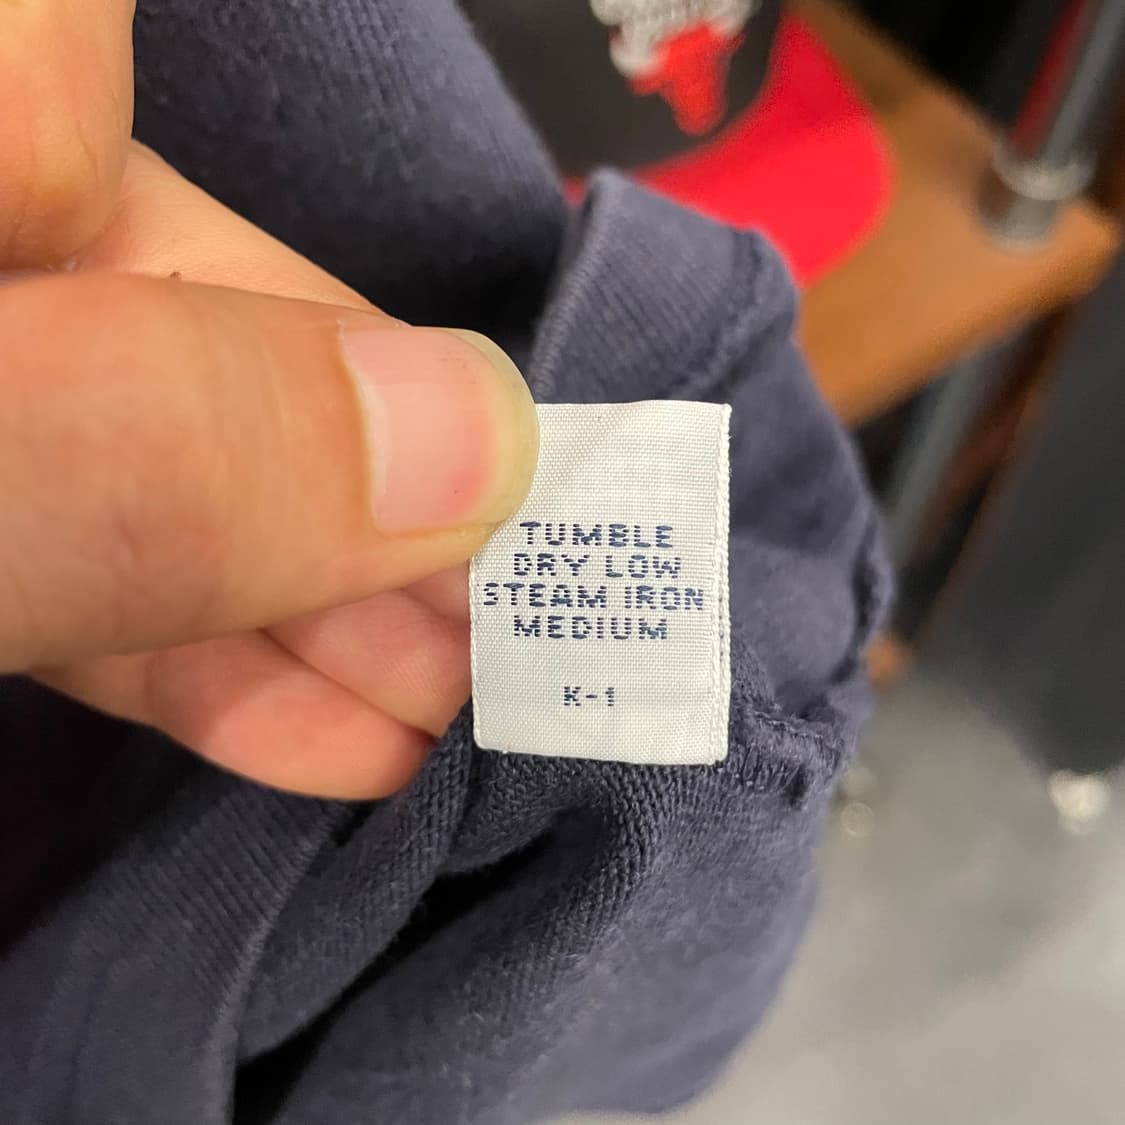 TUMBLE
DRY LOW
STEAM IRON
MEDIUM
K-1